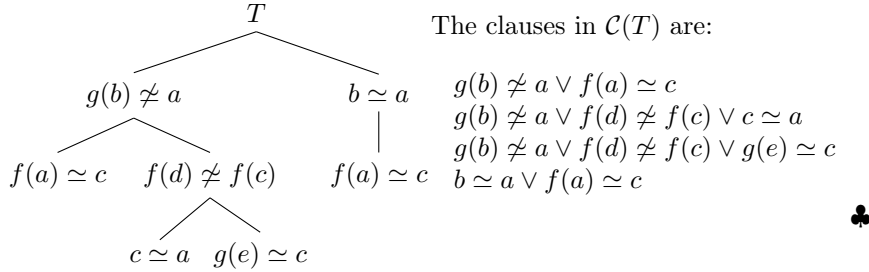 T
The clauses in 𝒞(T) are:
g(b) ≄ a b ≃ a
g(b) ≄ a ∨ f(a) ≃ c
g(b) ≄ a ∨ f(d) ≄ f(c) ∨ c ≃ a
g(b) ≄ a ∨ f(d) ≄ f(c) ∨ g(e) ≃ c
b ≃ a ∨ f(a) ≃ c
f(a) ≃ c f(d) ≄ f(c) f(a) ≃ c
♣
c ≃ a g(e) ≃ c